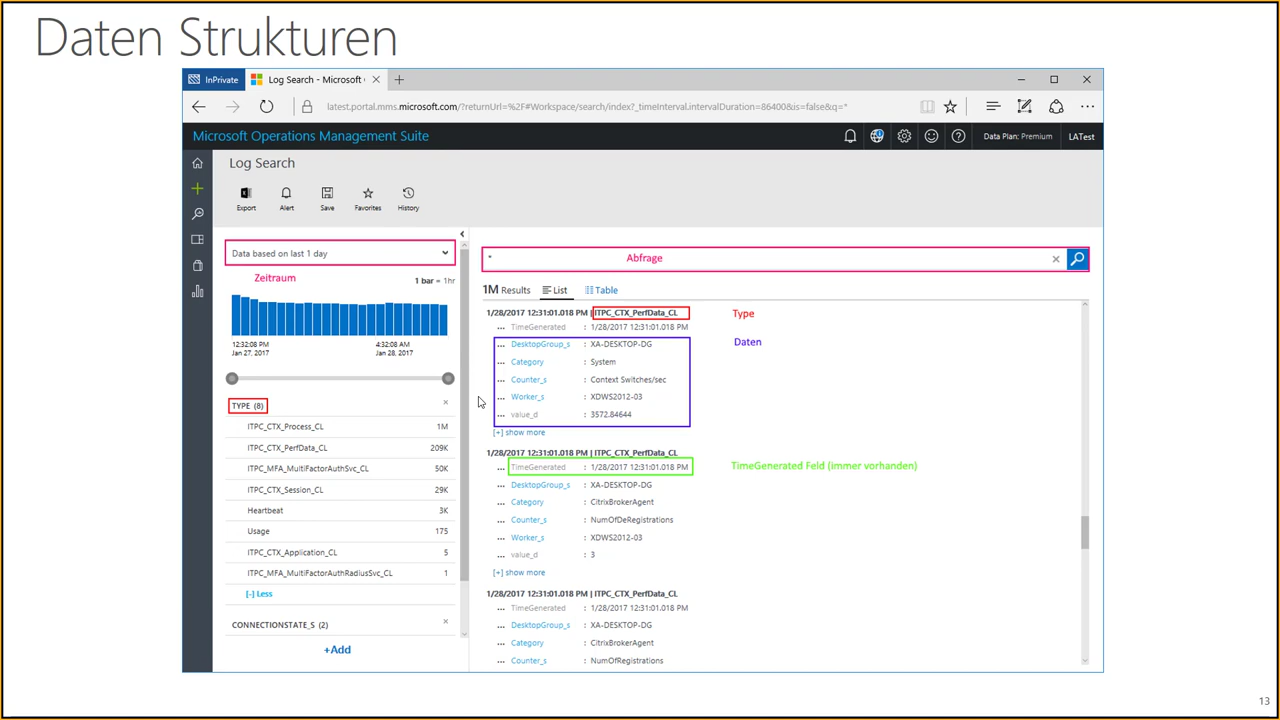 Daten Strukturen
InPrivate
Log Search - Microsoft
latest.portal.mms.microsoft.com/?returnUrl=%2F#Workspace/search/index?_timeInterval.intervalDuration=86400&is=false&q=*
Microsoft Operations Management Suite
Data Plan: Premium
LATest
Log Search
Export
Alert
Save
Favorites
History
Data based on last 1 day
Zeitraum
1 bar = 1hr
12:32:08 PM
Jan 27, 2017
4:32:08 AM
Jan 28, 2017
TYPE (8)
ITPC_CTX_Process_CL 1M
ITPC_CTX_PerfData_CL 209K
ITPC_MFA_MultiFactorAuthSvc_CL 50K
ITPC_CTX_Session_CL 29K
Heartbeat 3K
Usage 175
ITPC_CTX_Application_CL 5
ITPC_MFA_MultiFactorAuthRadiusSvc_CL 1
[-] Less
CONNECTIONSTATE_S (2)
+Add
* Abfrage
1M Results
List
Table
1/28/2017 12:31:01.018 PM | ITPC_CTX_PerfData_CL
Type
... TimeGenerated : 1/28/2017 12:31:01.018 PM
Daten
... DesktopGroup_s : XA-DESKTOP-DG
... Category : System
... Counter_s : Context Switches/sec
... Worker_s : XDWS2012-03
... value_d : 3572.84644
[+] show more
1/28/2017 12:31:01.018 PM | ITPC_CTX_PerfData_CL
... TimeGenerated : 1/28/2017 12:31:01.018 PM
TimeGenerated Feld (immer vorhanden)
... DesktopGroup_s : XA-DESKTOP-DG
... Category : CitrixBrokerAgent
... Counter_s : NumOfDeRegistrations
... Worker_s : XDWS2012-03
... value_d : 3
[+] show more
1/28/2017 12:31:01.018 PM | ITPC_CTX_PerfData_CL
... TimeGenerated : 1/28/2017 12:31:01.018 PM
... DesktopGroup_s : XA-DESKTOP-DG
... Category : CitrixBrokerAgent
... Counter_s : NumOfRegistrations
13